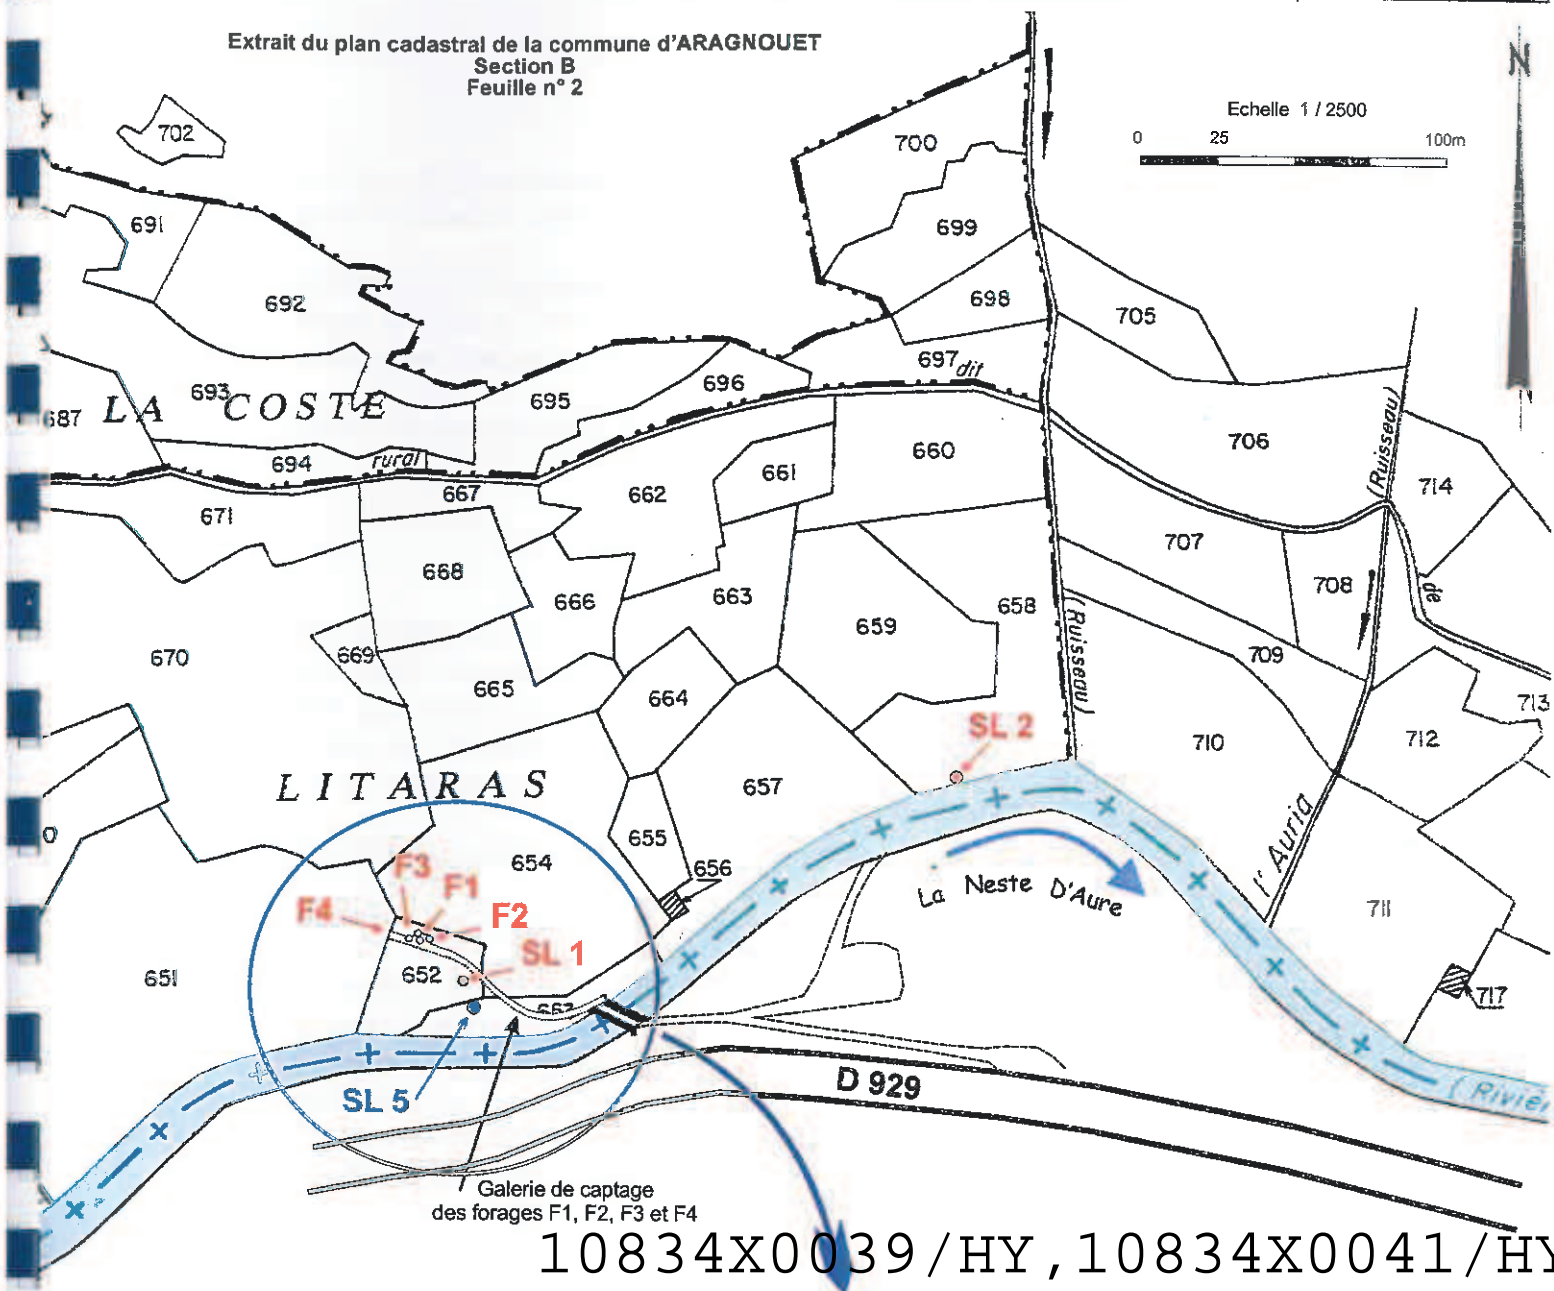 Extrait du plan cadastral de la commune d'ARAGNOUET
Section B
Feuille n° 2
N
Echelle 1 / 2500
0 25 100m
702
700
691
699
692
698
705
697 dit
696
693
695
687
LA COSTE
706
(Ruisseau)
694
rural
660
661
667
662
714
671
707
668
708
de
666
663
658
659
(Ruisseau)
670
669
709
665
664
713
SL 2
710
712
LITARAS
657
655
654
656
F3
F1
F4
F2
l'Auria
La Neste D'Aure
711
SL 1
651
652
717
SL 5
D 929
(Riviè
Galerie de captage
des forages F1, F2, F3 et F4
10834X0039/HY,10834X0041/HY